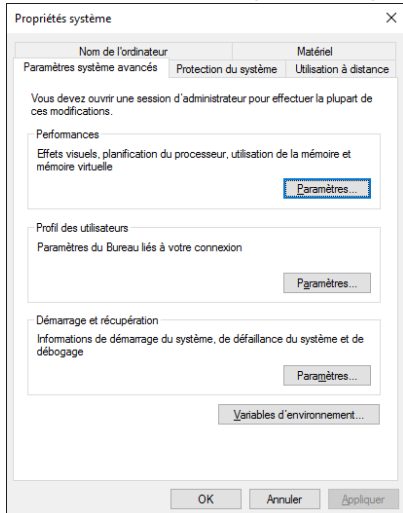 Propriétés système
Nom de l'ordinateur
Matériel
Paramètres système avancés
Protection du système
Utilisation à distance
Vous devez ouvrir une session d'administrateur pour effectuer la plupart de
ces modifications.
Performances
Effets visuels, planification du processeur, utilisation de la mémoire et
mémoire virtuelle
Paramètres...
Profil des utilisateurs
Paramètres du Bureau liés à votre connexion
Paramètres...
Démarrage et récupération
Informations de démarrage du système, de défaillance du système et de
débogage
Paramètres...
Variables d'environnement...
OK
Annuler
Appliquer